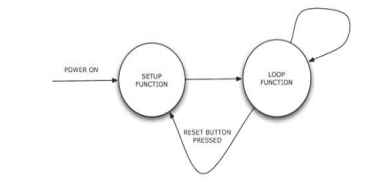 POWER ON
SETUP
FUNCTION
LOOP
FUNCTION
RESET BUTTON
PRESSED